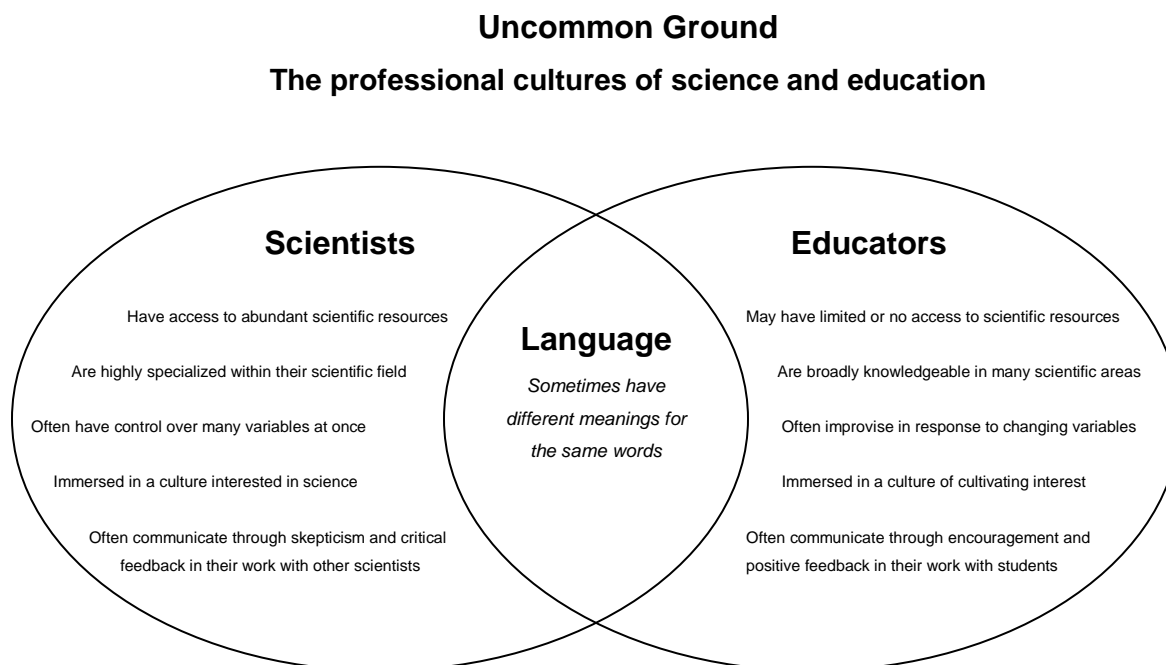 Uncommon Ground
The professional cultures of science and education
Scientists
Have access to abundant scientific resources
Are highly specialized within their scientific field
Often have control over many variables at once
Immersed in a culture interested in science
Often communicate through skepticism and critical
feedback in their work with other scientists
Language
Sometimes have
different meanings for
the same words
Educators
May have limited or no access to scientific resources
Are broadly knowledgeable in many scientific areas
Often improvise in response to changing variables
Immersed in a culture of cultivating interest
Often communicate through encouragement and
positive feedback in their work with students